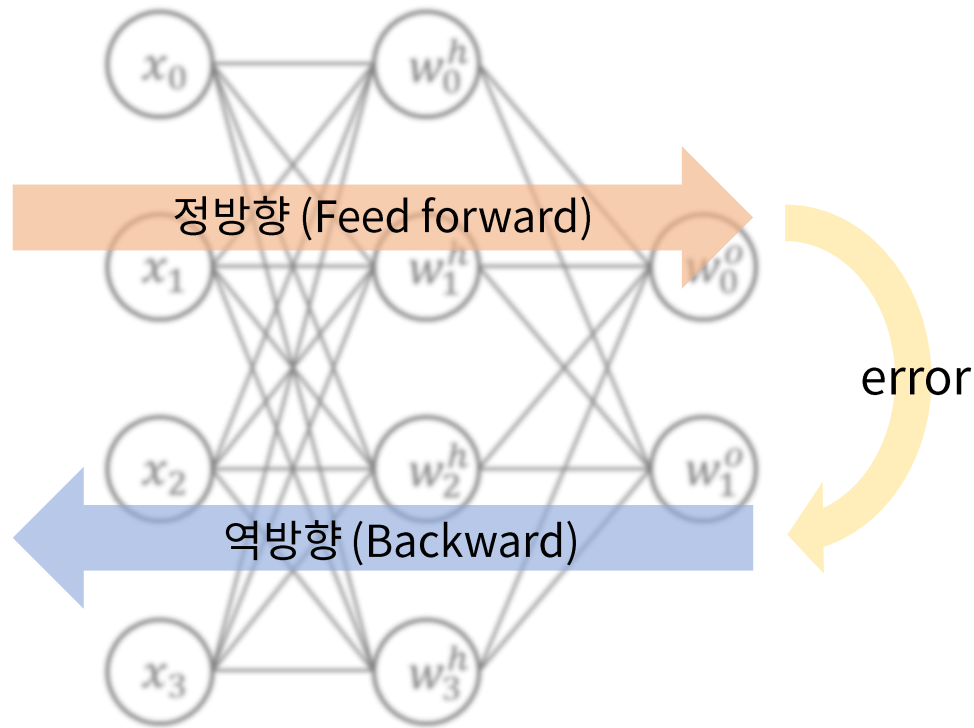 x₀ w₀ʰ
정방향 (Feed forward)
x₁ w₁ʰ w₀ᵒ
error
x₂ w₂ʰ w₁ᵒ
역방향 (Backward)
x₃ w₃ʰ